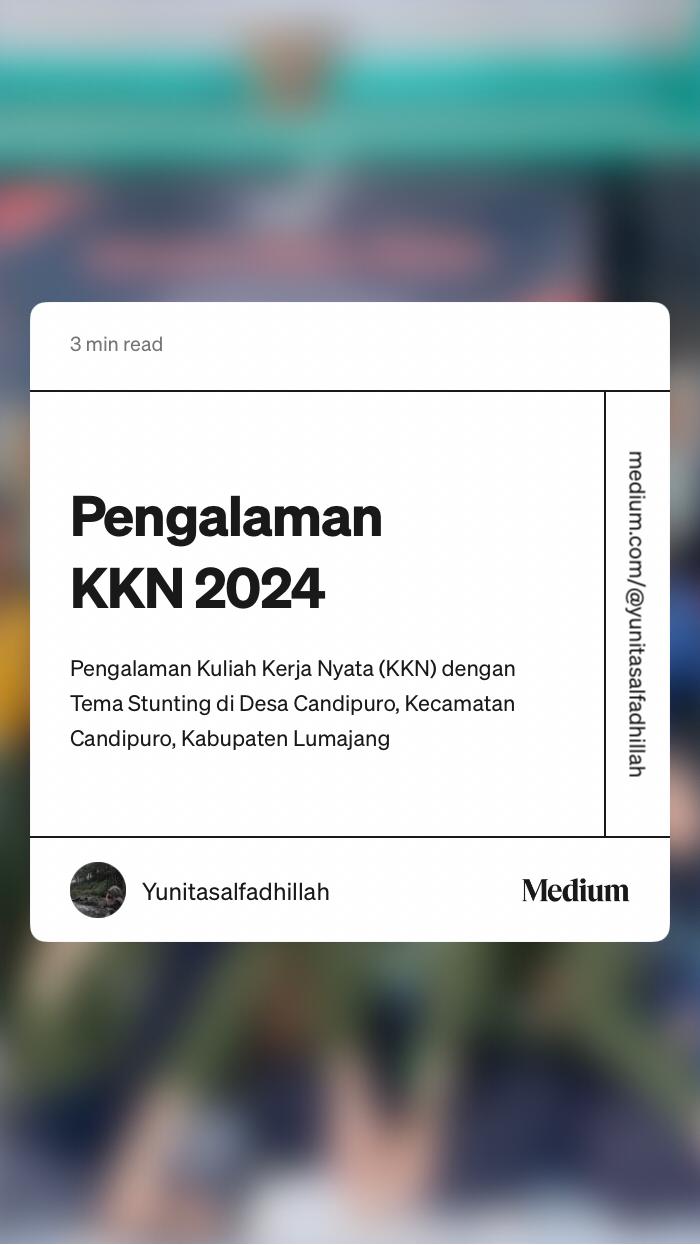 3 min read
Pengalaman
KKN 2024
Pengalaman Kuliah Kerja Nyata (KKN) dengan
Tema Stunting di Desa Candipuro, Kecamatan
Candipuro, Kabupaten Lumajang
medium.com/@yunitasalfadhillah
Yunitasalfadhillah
Medium